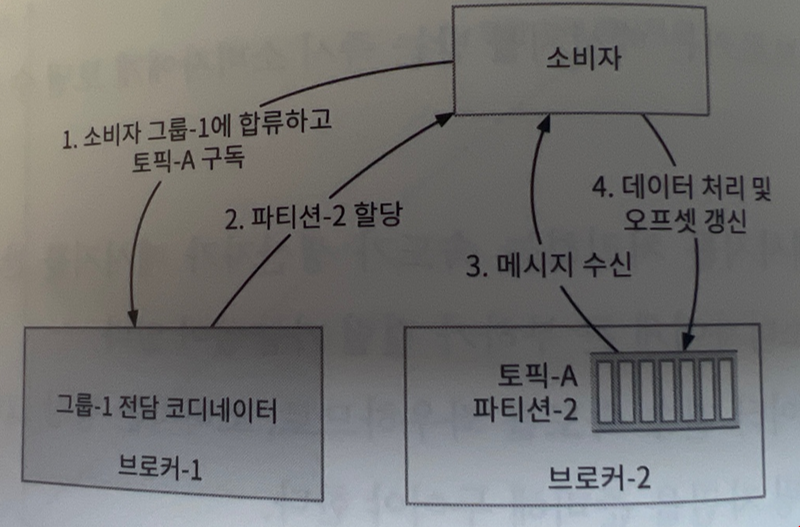 소비자
1. 소비자 그룹-1에 합류하고
토픽-A 구독
2. 파티션-2 할당
3. 메시지 수신
4. 데이터 처리 및
오프셋 갱신
그룹-1 전담 코디네이터
브로커-1
토픽-A
파티션-2
브로커-2